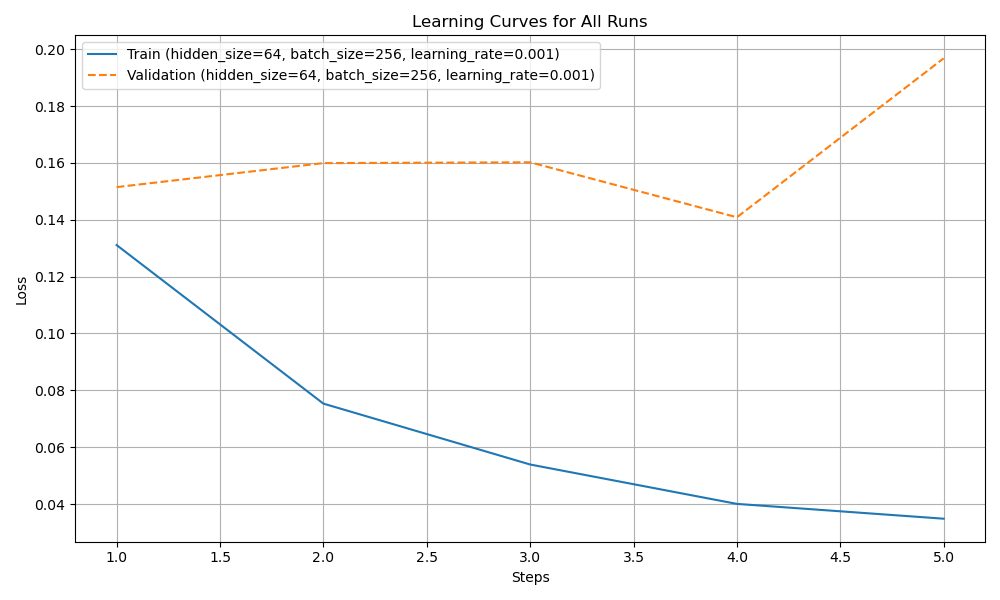 Learning Curves for All Runs
Train (hidden_size=64, batch_size=256, learning_rate=0.001)
Validation (hidden_size=64, batch_size=256, learning_rate=0.001)
Loss
0.20
0.18
0.16
0.14
0.12
0.10
0.08
0.06
0.04
1.0 1.5 2.0 2.5 3.0 3.5 4.0 4.5 5.0
Steps